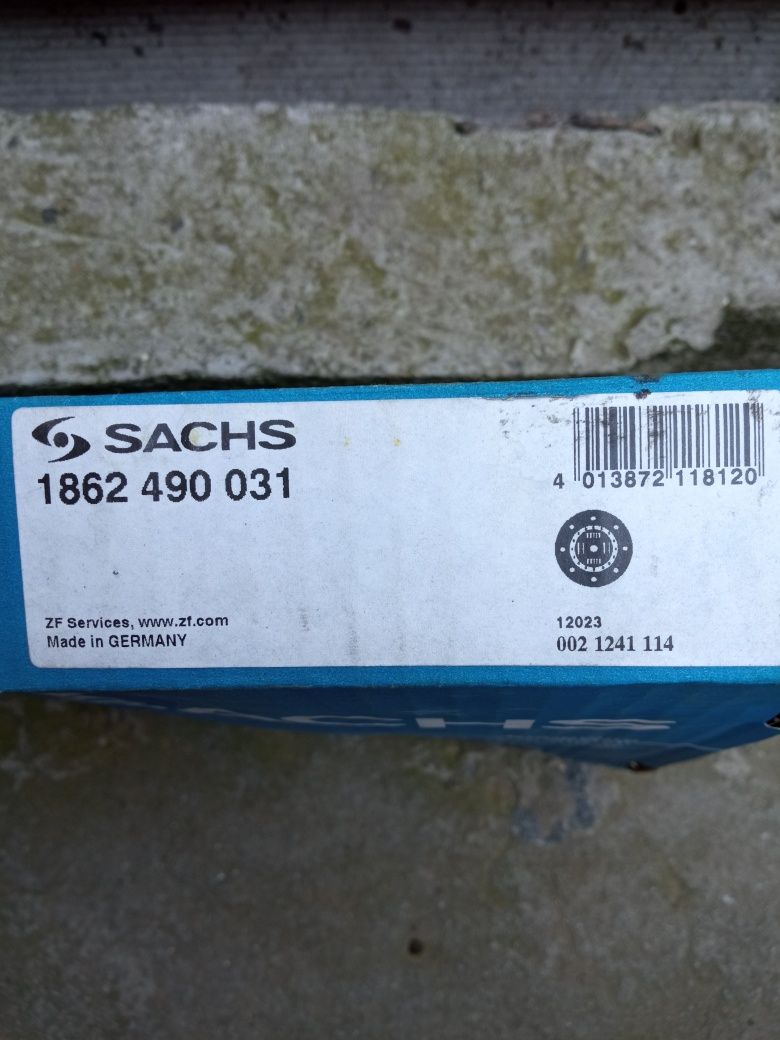 SACHS
1862 490 031
4 013872 118120
ZF Services, www.zf.com
Made in GERMANY
12023
002 1241 114
SACHS